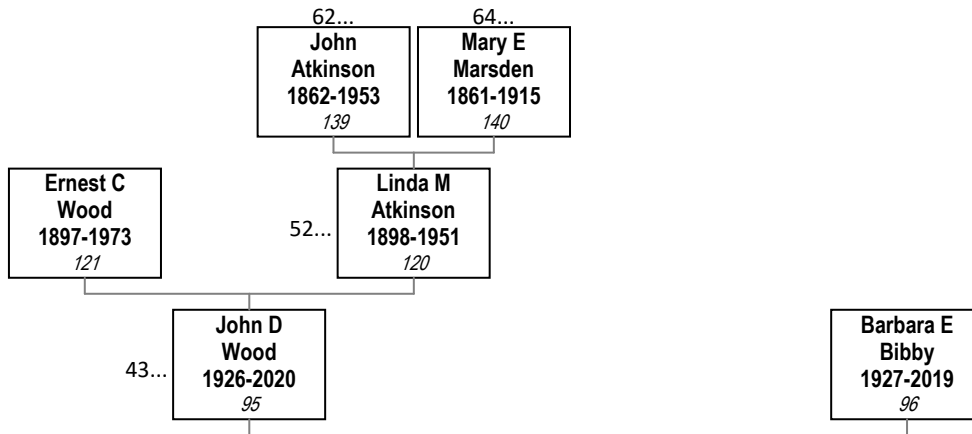 62...
64...
John
Atkinson
1862-1953
139
Mary E
Marsden
1861-1915
140
Ernest C
Wood
1897-1973
121
52...
Linda M
Atkinson
1898-1951
120
43...
John D
Wood
1926-2020
95
Barbara E
Bibby
1927-2019
96